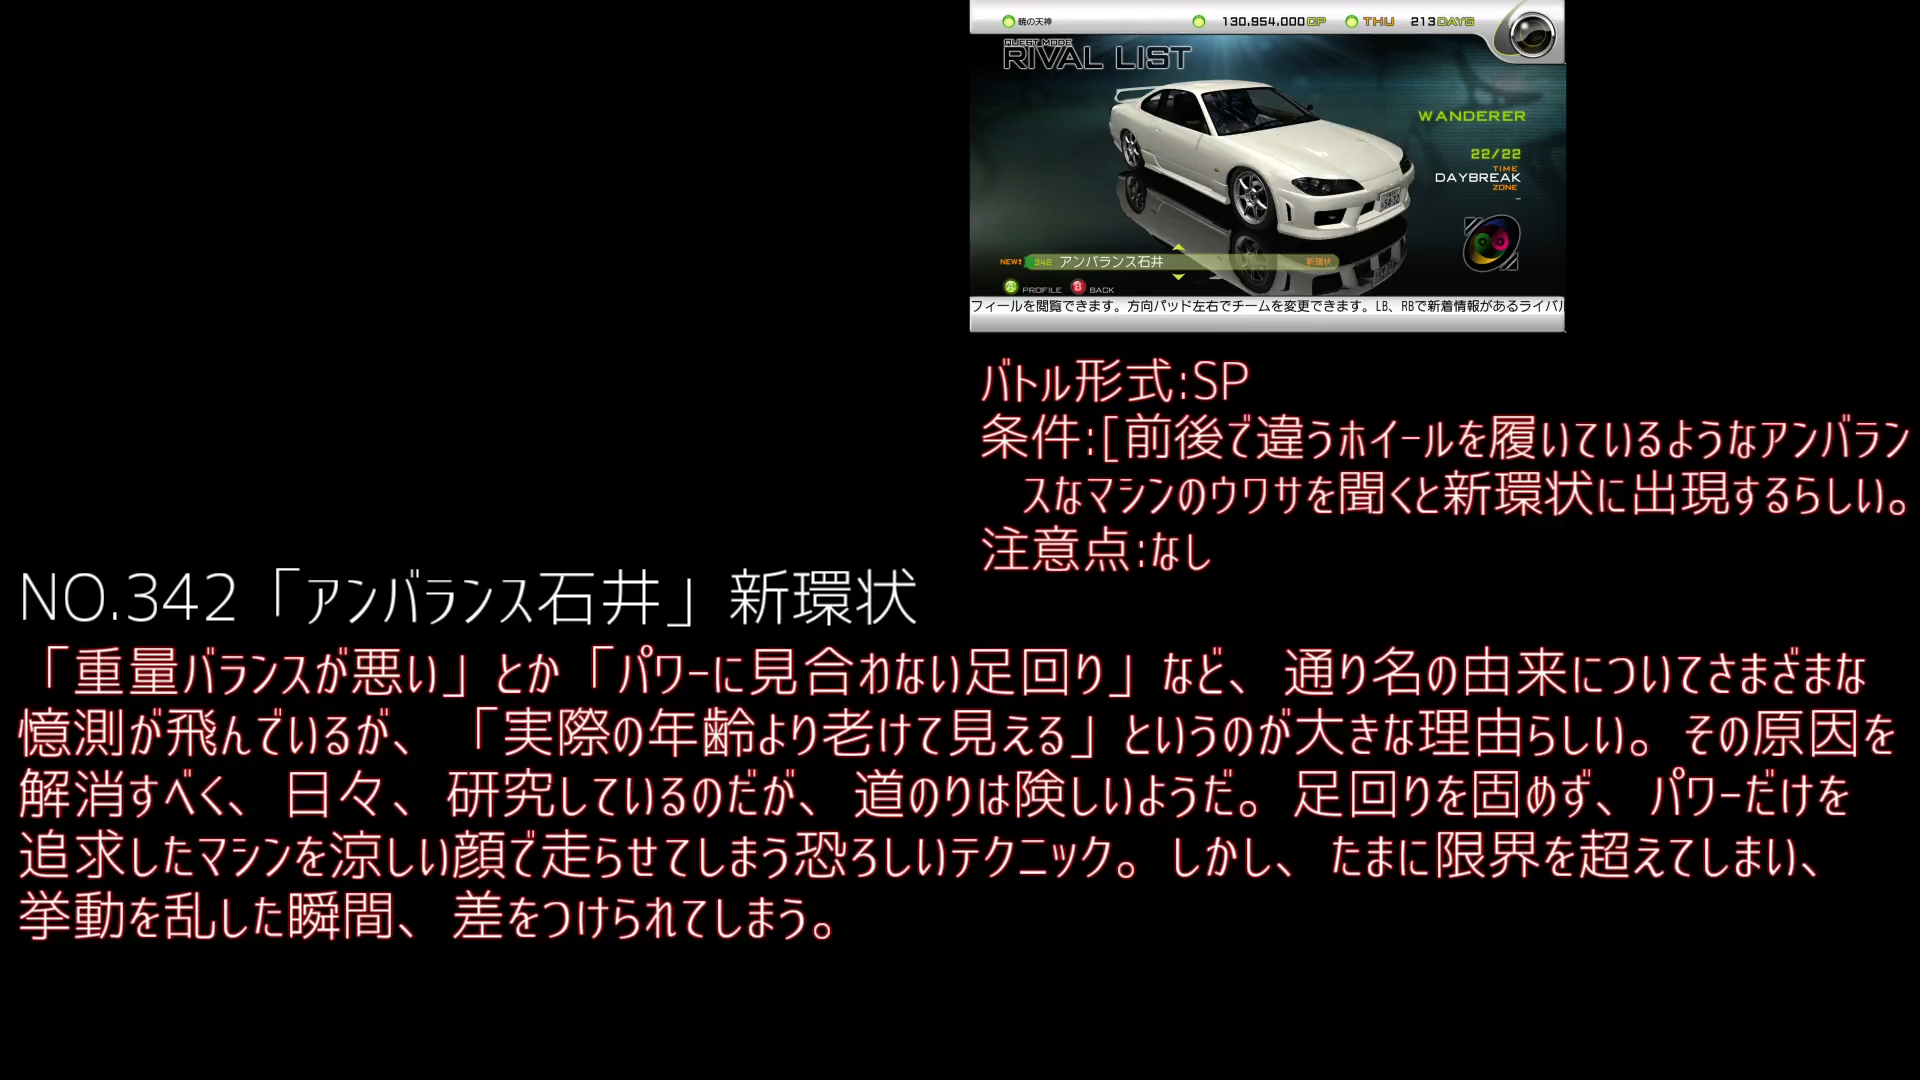 暁の天神
130,954,000CP
THU 213DAYS
QUEST MODE
RIVAL LIST
WANDERER
22/22
TIME
DAYBREAK
ZONE
-
NEW! 342 アンバランス石井 新環状
A PROFILE B BACK
フィールを閲覧できます。方向パッド左右でチームを変更できます。LB、RBで新着情報があるライバル
バトル形式:SP
条件:[前後で違うホイールを履いているようなアンバラン
スなマシンのウワサを聞くと新環状に出現するらしい。
注意点:なし
NO.342「アンバランス石井」新環状
「重量バランスが悪い」とか「パワーに見合わない足回り」など、通り名の由来についてさまざまな
憶測が飛んでいるが、「実際の年齢より老けて見える」というのが大きな理由らしい。その原因を
解消すべく、日々、研究しているのだが、道のりは険しいようだ。足回りを固めず、パワーだけを
追求したマシンを涼しい顔で走らせてしまう恐ろしいテクニック。しかし、たまに限界を超えてしまい、
挙動を乱した瞬間、差をつけられてしまう。